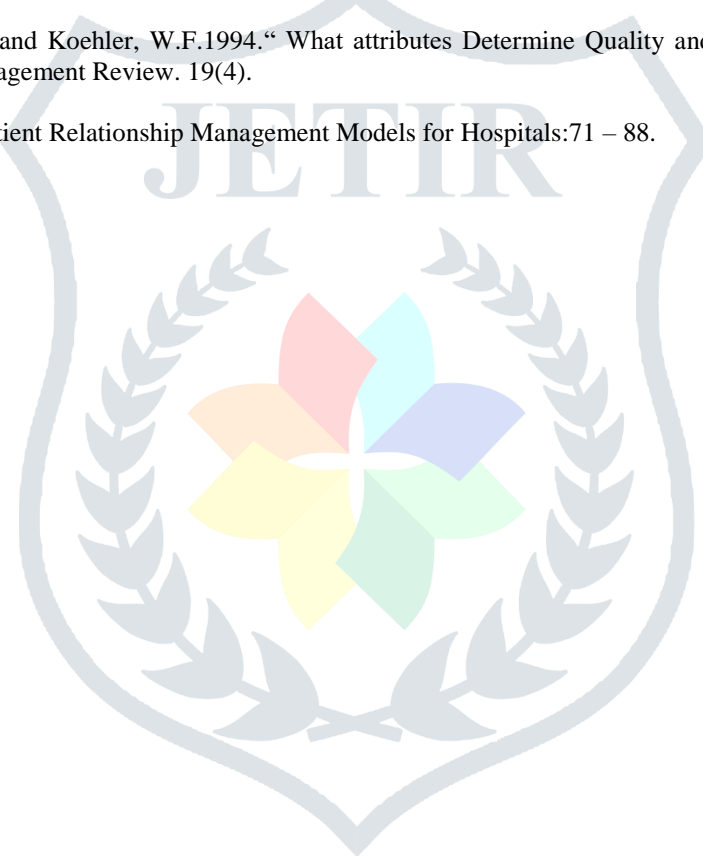 and Koehler, W.F.1994.“ What attributes Determine Quality and
agement Review. 19(4).
tient Relationship Management Models for Hospitals:71 – 88.
JETIR